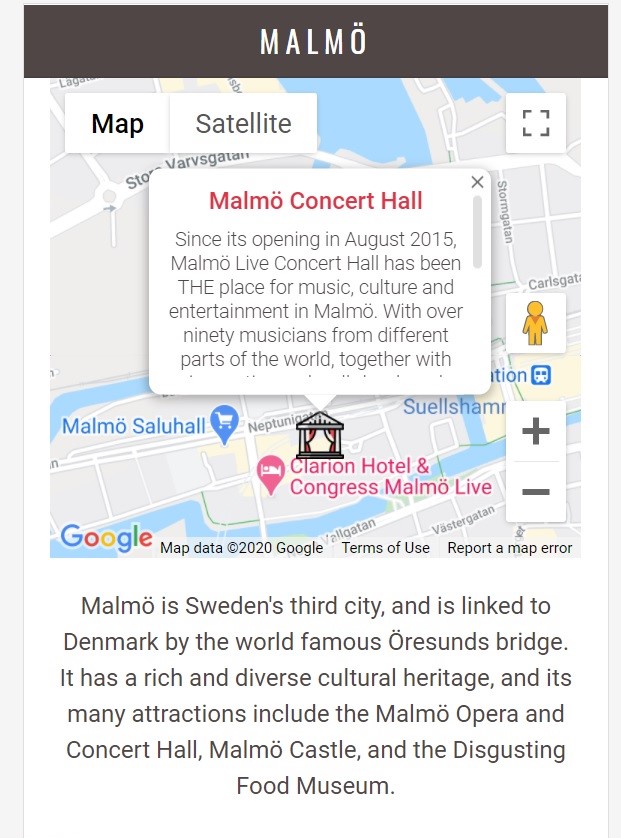 MALMÖ
Map
Satellite
Stora Varvsgatan
Stormgatan
Malmö Concert Hall
Since its opening in August 2015,
Malmö Live Concert Hall has been
THE place for music, culture and
entertainment in Malmö. With over
ninety musicians from different
parts of the world, together with
Carlsgata
ation
Suellshamn
Malmö Saluhall
Neptuniga
Clarion Hotel &
Congress Malmö Live
Vallgatan
Västergatan
Google
Map data ©2020 Google
Terms of Use
Report a map error
Malmö is Sweden's third city, and is linked to
Denmark by the world famous Öresunds bridge.
It has a rich and diverse cultural heritage, and its
many attractions include the Malmö Opera and
Concert Hall, Malmö Castle, and the Disgusting
Food Museum.